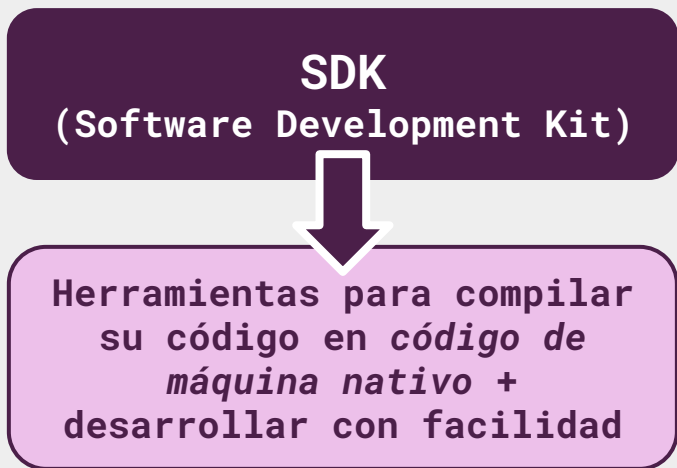 SDK
(Software Development Kit)
Herramientas para compilar
su código en código de
máquina nativo +
desarrollar con facilidad